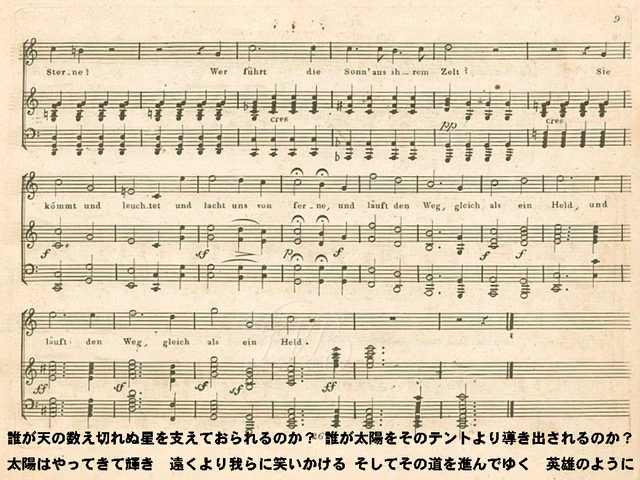 9
Ster-ne? Wer führt die Sonn' aus ih-rem Zelt? Sie
cres
pp
cres
kömmt und leuch-tet und lacht uns von fer-ne, und läuft den Weg, gleich als ein Held, und
f sf p f f f
läuft den Weg, gleich als ein Held.
ff ff ff ff
誰が天の数え切れぬ星を支えておられるのか？ 誰が太陽をそのテントより導き出されるのか？
太陽はやってきて輝き 遠くより我らに笑いかける そしてその道を進んでゆく 英雄のように